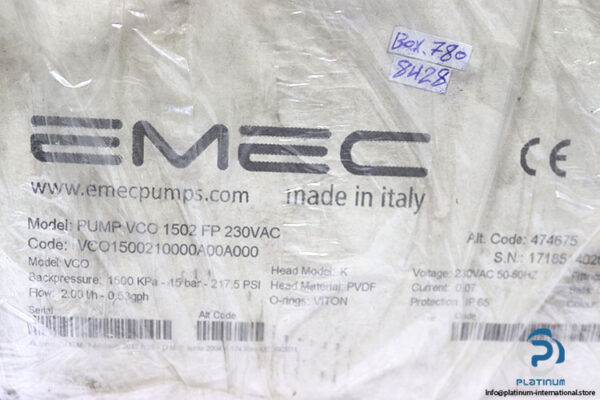 Box. 780
8428
EMEC
CE
www.emecpumps.com
made in italy
Model: PUMP VCO 1502 FP 230VAC
Code: VCO1500210000A00A000
Alt. Code: 474675
S.N.:
Model VCO
Backpressure: 1500 KPa - 15 bar - 217.5 PSI
Flow: 2.00 l/h - 0.53gph
Head Model: K
Head Material: PVDF
O-rings: VITON
Voltage: 230VAC 50-60HZ
Current: 0.07
Protection: IP 65
Serial
Alt Code
Code
PLATINUM
Info@platinum-international.store